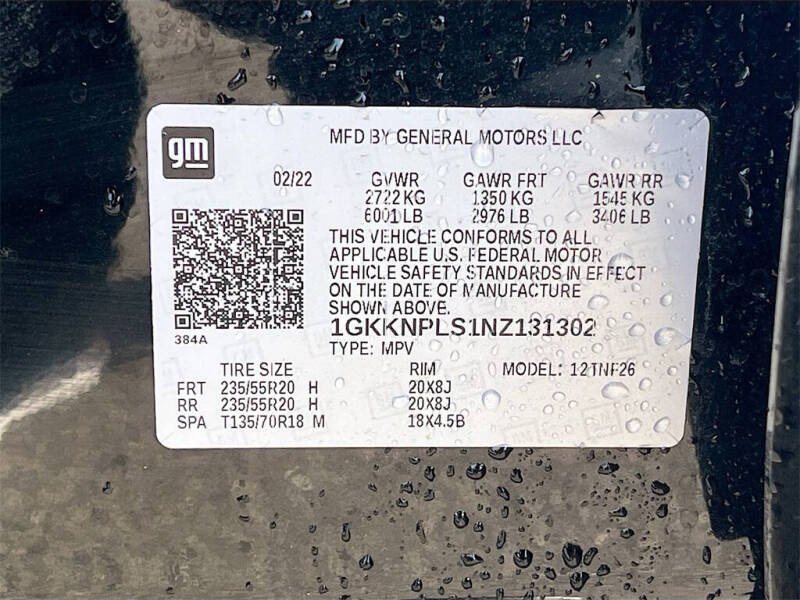 gm
MFD BY GENERAL MOTORS LLC
02/22 GVWR GAWR FRT GAWR RR
2722 KG 1350 KG 1545 KG
6001 LB 2976 LB 3406 LB
THIS VEHICLE CONFORMS TO ALL
APPLICABLE U.S. FEDERAL MOTOR
VEHICLE SAFETY STANDARDS IN EFFECT
ON THE DATE OF MANUFACTURE
SHOWN ABOVE.
1GKKNPLS1NZ131302
384A
TYPE: MPV
TIRE SIZE RIM MODEL: 12TNF26
FRT 235/55R20 H 20X8J
RR 235/55R20 H 20X8J
SPA T135/70R18 M 18X4.5B